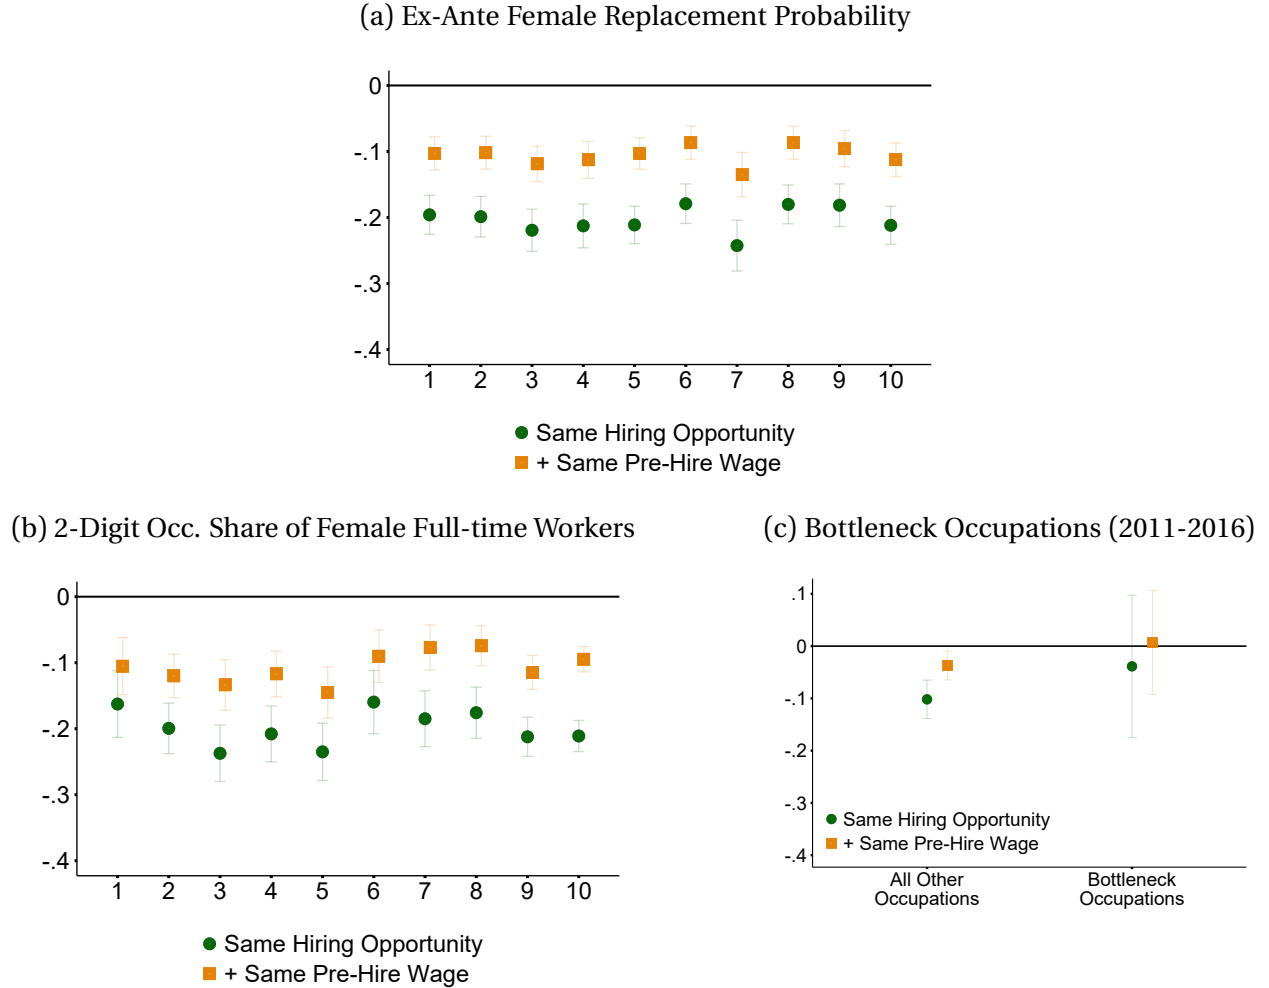 (a) Ex-Ante Female Replacement Probability
0
-.1
-.2
-.3
-.4
1 2 3 4 5 6 7 8 9 10
Same Hiring Opportunity
+ Same Pre-Hire Wage
(b) 2-Digit Occ. Share of Female Full-time Workers
0
-.1
-.2
-.3
-.4
1 2 3 4 5 6 7 8 9 10
Same Hiring Opportunity
+ Same Pre-Hire Wage
(c) Bottleneck Occupations (2011-2016)
.1
0
-.1
-.2
-.3
-.4
Same Hiring Opportunity
+ Same Pre-Hire Wage
All Other
Occupations
Bottleneck
Occupations